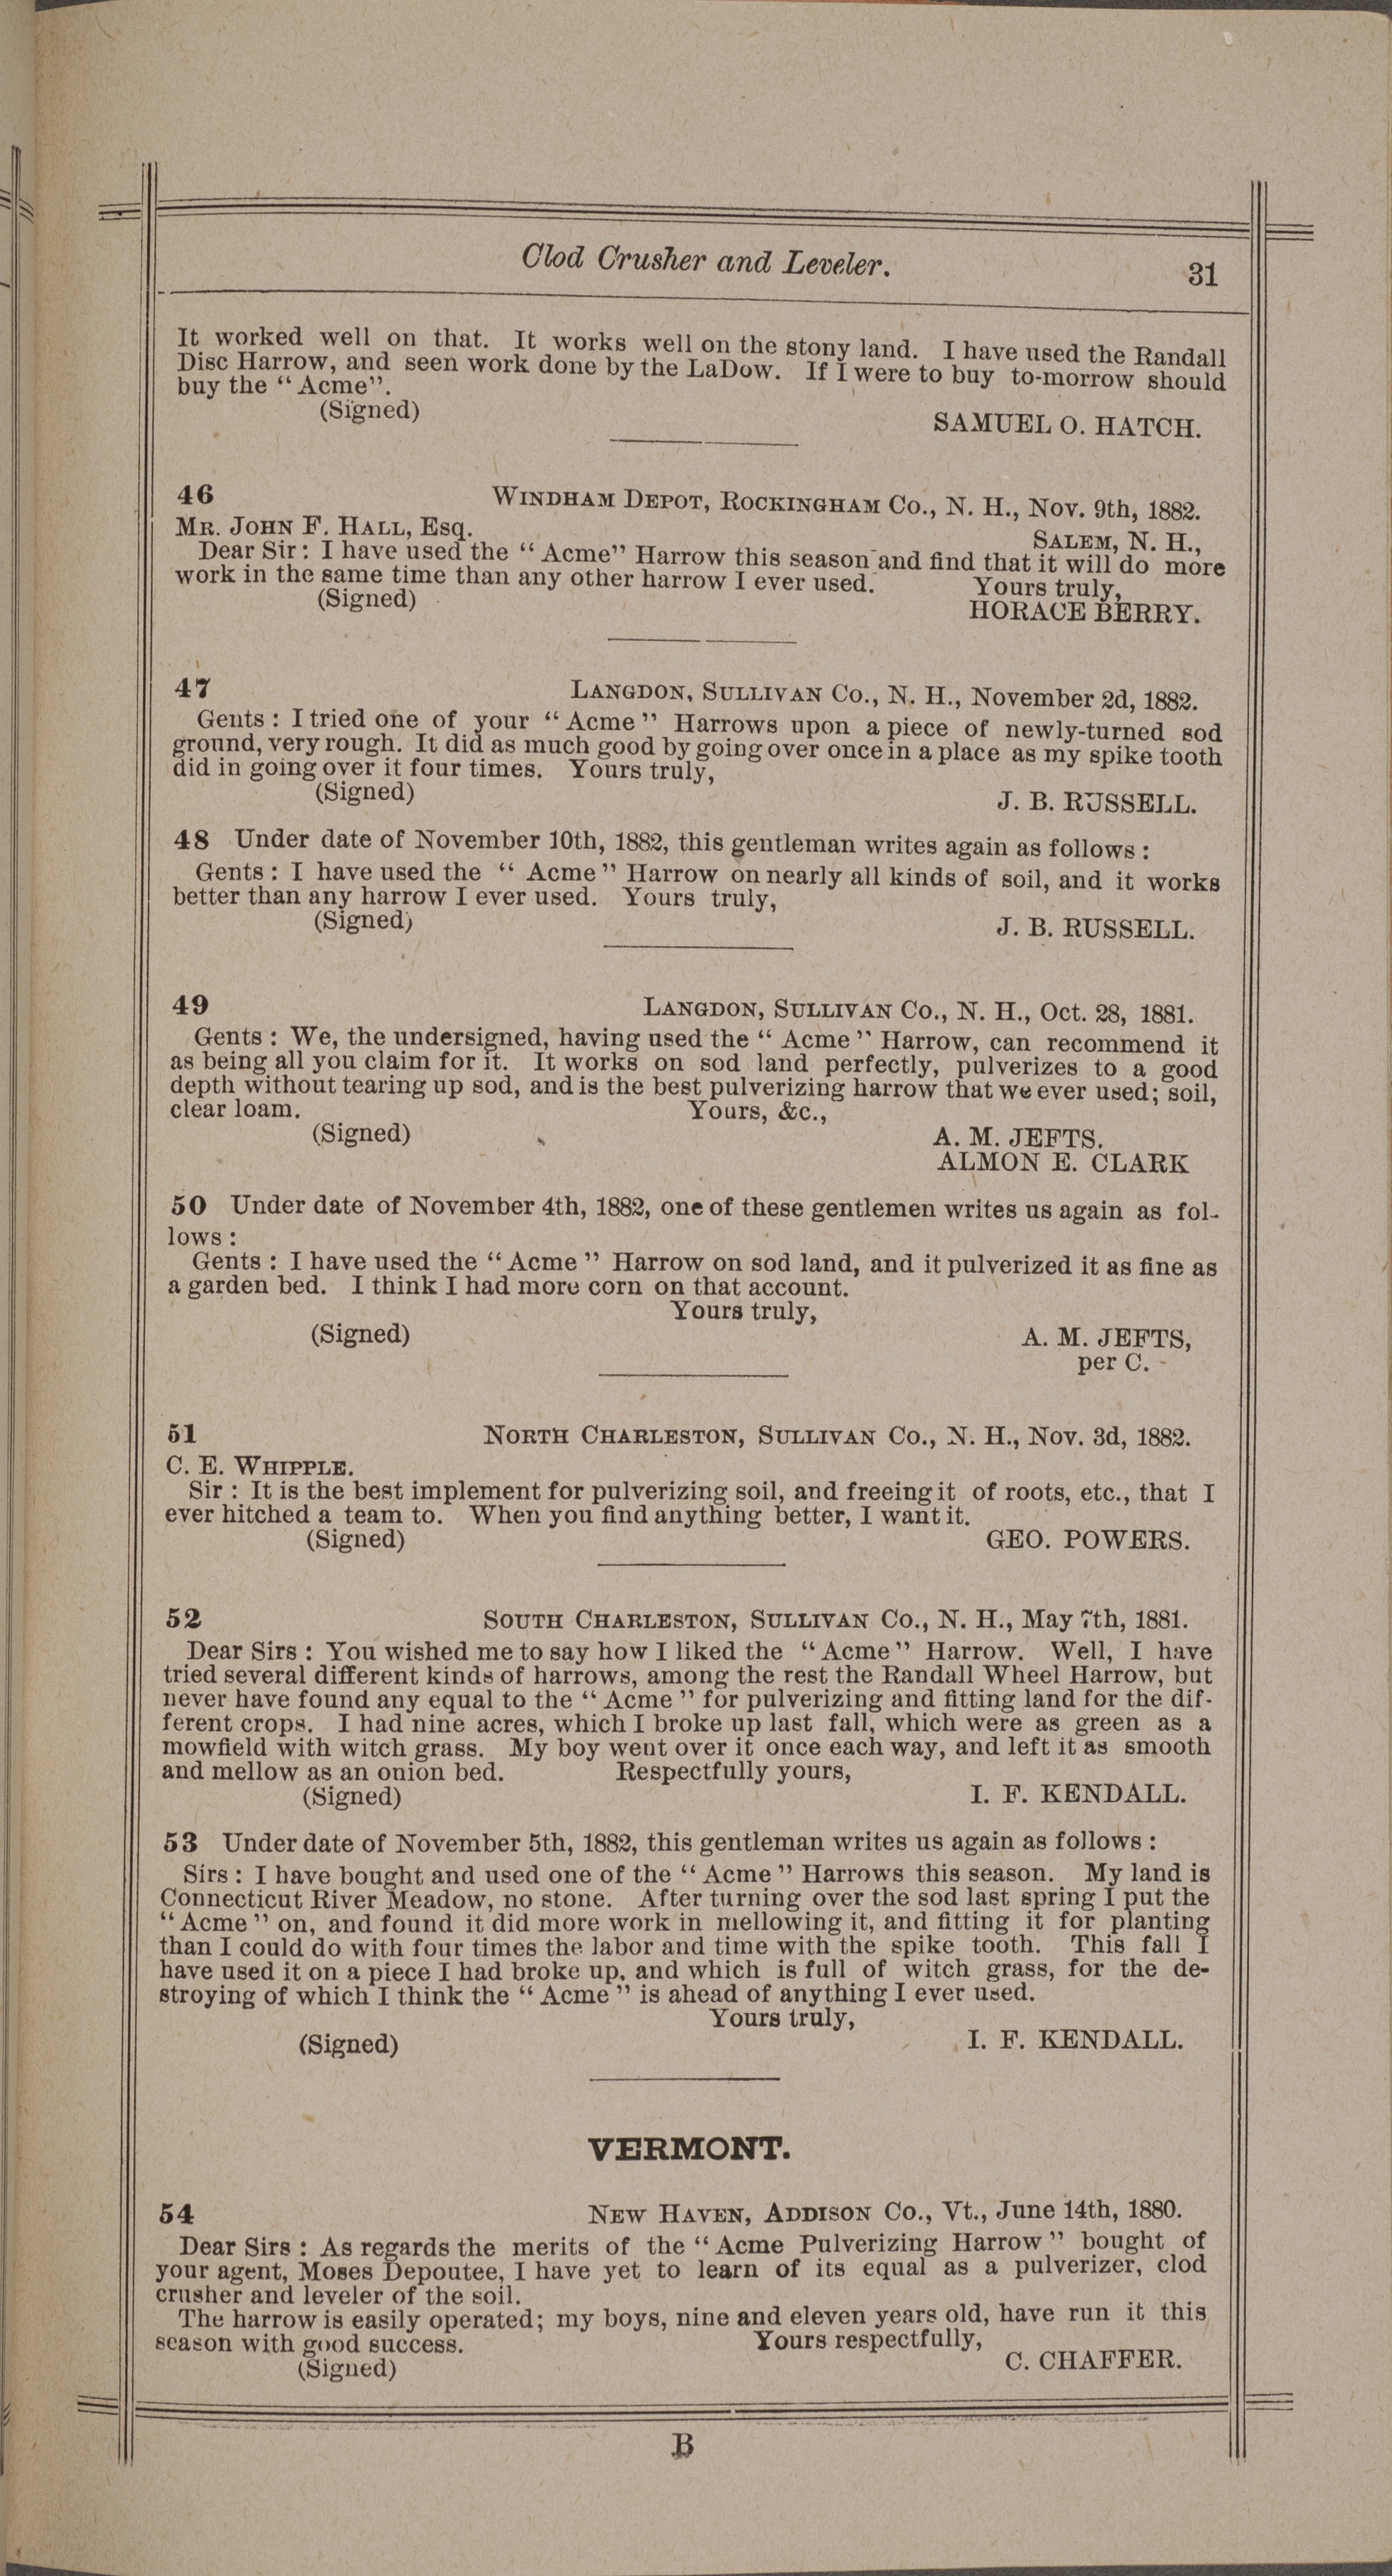 Clod Crusher and Leveler. 31
It worked well on that. It works well on the stony land. I have used the Randall
Disc Harrow, and seen work done by the LaDow. If I were to buy to-morrow should
buy the “Acme”.
(Signed) SAMUEL O. HATCH.
46 WINDHAM DEPOT, ROCKINGHAM Co., N. H., Nov. 9th, 1882.
MR. JOHN F. HALL, Esq. SALEM, N. H.,
Dear Sir: I have used the “Acme” Harrow this season and find that it will do more
work in the same time than any other harrow I ever used. Yours truly,
(Signed) HORACE BERRY.
47 LANGDON, SULLIVAN Co., N. H., November 2d, 1882.
Gents: I tried one of your “Acme” Harrows upon a piece of newly-turned sod
ground, very rough. It did as much good by going over once in a place as my spike tooth
did in going over it four times. Yours truly,
(Signed) J. B. RUSSELL.
48 Under date of November 10th, 1882, this gentleman writes again as follows:
Gents: I have used the “Acme” Harrow on nearly all kinds of soil, and it works
better than any harrow I ever used. Yours truly,
(Signed) J. B. RUSSELL.
49 LANGDON, SULLIVAN Co., N. H., Oct. 28, 1881.
Gents: We, the undersigned, having used the “Acme” Harrow, can recommend it
as being all you claim for it. It works on sod land perfectly, pulverizes to a good
depth without tearing up sod, and is the best pulverizing harrow that we ever used; soil,
clear loam. Yours, &c.,
(Signed) A. M. JEFTS.
ALMON E. CLARK
50 Under date of November 4th, 1882, one of these gentlemen writes us again as fol-
lows:
Gents: I have used the “Acme” Harrow on sod land, and it pulverized it as fine as
a garden bed. I think I had more corn on that account.
Yours truly,
(Signed) A. M. JEFTS,
per C.
51 NORTH CHARLESTON, SULLIVAN Co., N. H., Nov. 3d, 1882.
C. E. WHIPPLE.
Sir: It is the best implement for pulverizing soil, and freeing it of roots, etc., that I
ever hitched a team to. When you find anything better, I want it.
(Signed) GEO. POWERS.
52 SOUTH CHARLESTON, SULLIVAN Co., N. H., May 7th, 1881.
Dear Sirs: You wished me to say how I liked the “Acme” Harrow. Well, I have
tried several different kinds of harrows, among the rest the Randall Wheel Harrow, but
never have found any equal to the “Acme” for pulverizing and fitting land for the dif-
ferent crops. I had nine acres, which I broke up last fall, which were as green as a
mowfield with witch grass. My boy went over it once each way, and left it as smooth
and mellow as an onion bed. Respectfully yours,
(Signed) I. F. KENDALL.
53 Under date of November 5th, 1882, this gentleman writes us again as follows:
Sirs: I have bought and used one of the “Acme” Harrows this season. My land is
Connecticut River Meadow, no stone. After turning over the sod last spring I put the
“Acme” on, and found it did more work in mellowing it, and fitting it for planting
than I could do with four times the labor and time with the spike tooth. This fall I
have used it on a piece I had broke up, and which is full of witch grass, for the de-
stroying of which I think the “Acme” is ahead of anything I ever used.
Yours truly,
(Signed) I. F. KENDALL.
VERMONT.
54 NEW HAVEN, ADDISON Co., Vt., June 14th, 1880.
Dear Sirs: As regards the merits of the “Acme Pulverizing Harrow” bought of
your agent, Moses Depoutee, I have yet to learn of its equal as a pulverizer, clod
crusher and leveler of the soil.
The harrow is easily operated; my boys, nine and eleven years old, have run it this
season with good success. Yours respectfully,
(Signed) C. CHAFFER.
B